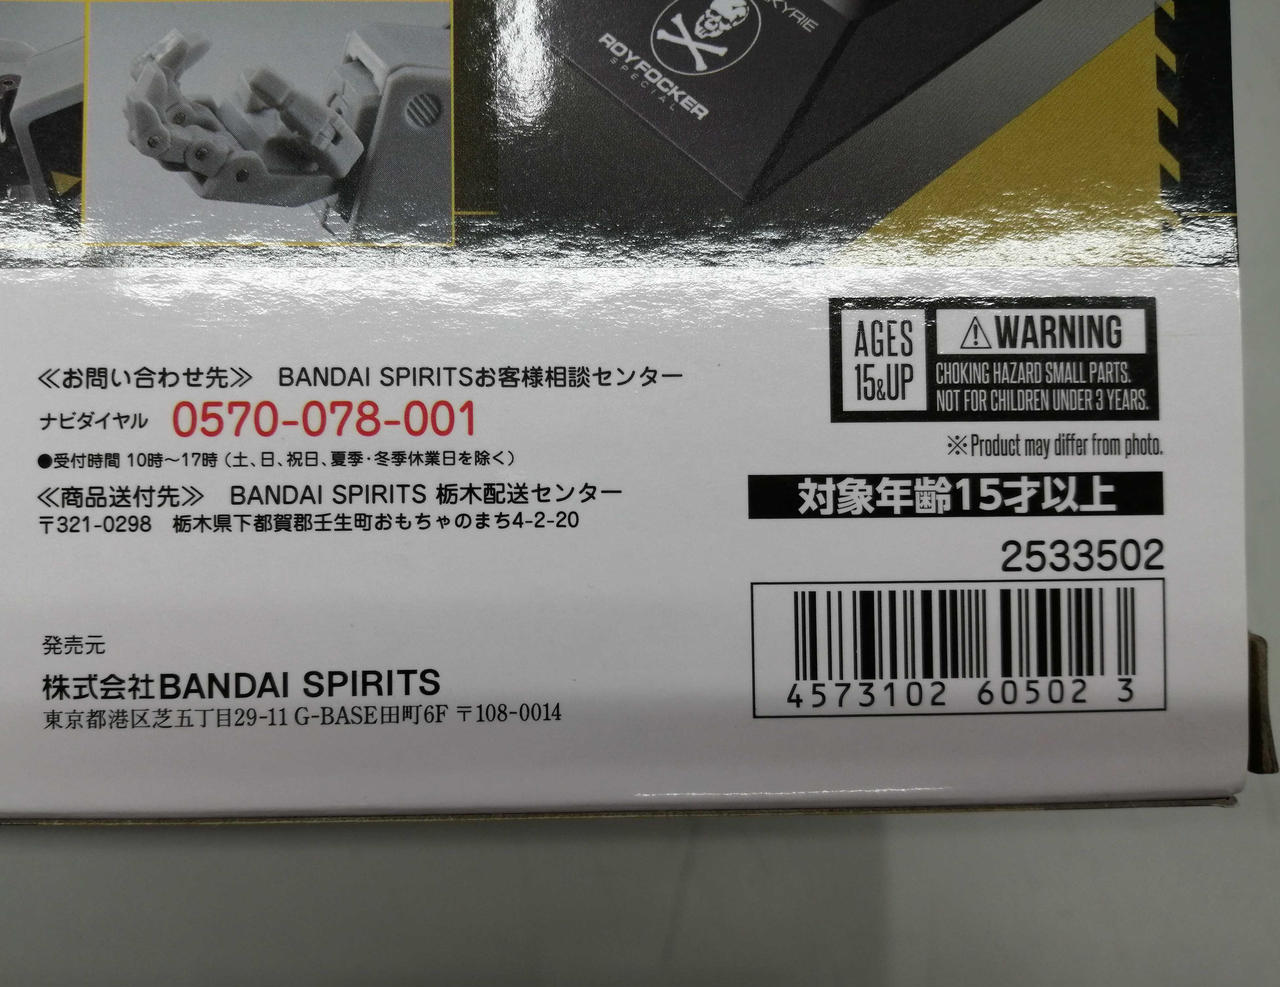 ROY FOCKER
SPECIAL
≪お問い合わせ先≫ BANDAI SPIRITSお客様相談センター
ナビダイヤル 0570-078-001
●受付時間 10時～17時（土、日、祝日、夏季・冬季休業日を除く）
≪商品送付先≫ BANDAI SPIRITS 栃木配送センター
〒321-0298 栃木県下都賀郡壬生町おもちゃのまち4-2-20
発売元
株式会社BANDAI SPIRITS
東京都港区芝五丁目29-11 G-BASE田町6F 〒108-0014
AGES
15&UP
⚠WARNING
CHOKING HAZARD SMALL PARTS.
NOT FOR CHILDREN UNDER 3 YEARS.
※Product may differ from photo.
対象年齢15才以上
2533502
4573102 60502 3